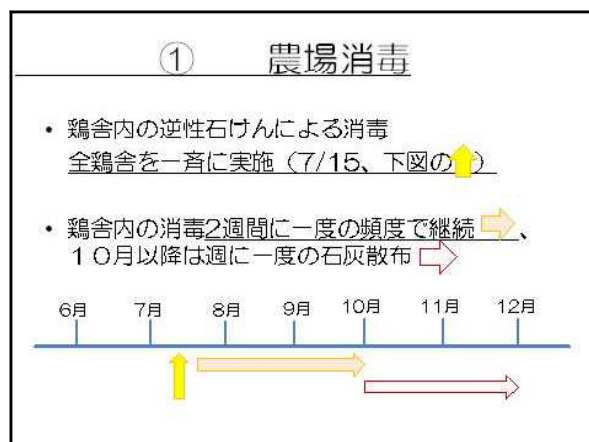 ① 農場消毒
• 鶏舎内の逆性石けんによる消毒
全鶏舎を一斉に実施（7/15、下図の）
• 鶏舎内の消毒2週間に一度の頻度で継続、
１０月以降は週に一度の石灰散布
6月 7月 8月 9月 10月 11月 12月